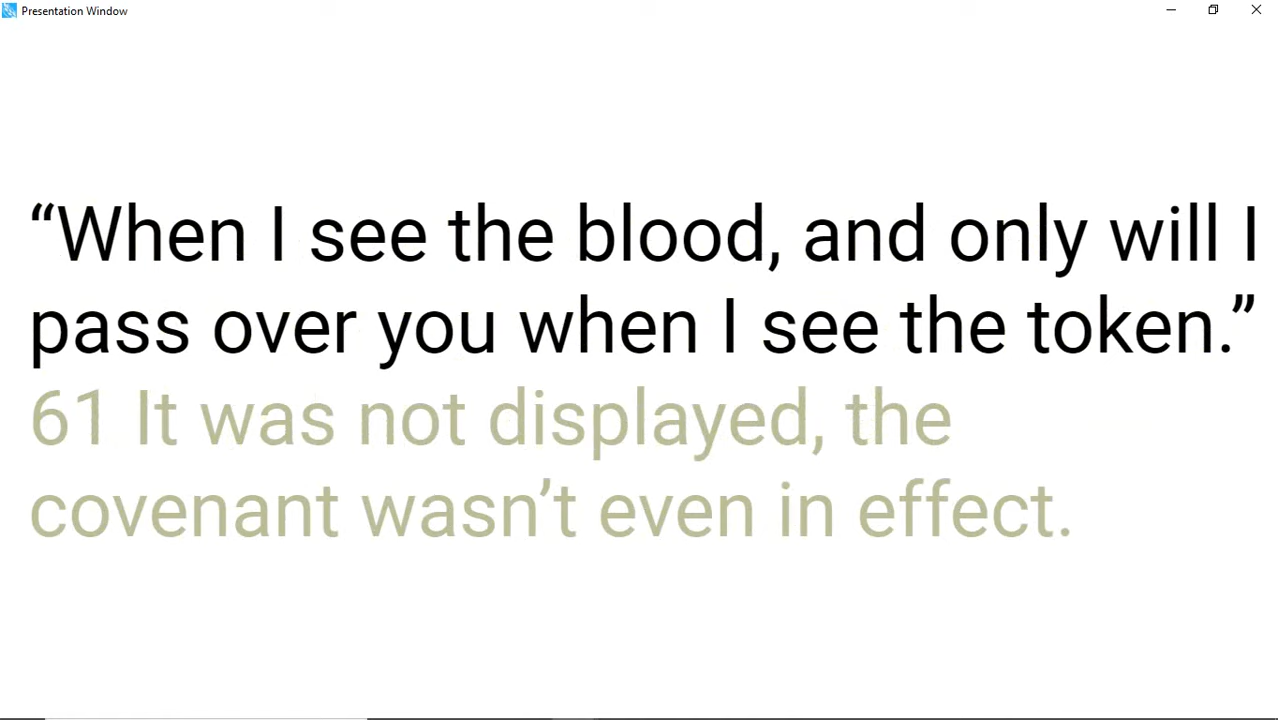 Presentation Window
“When I see the blood, and only will I
pass over you when I see the token.”
61 It was not displayed, the
covenant wasn’t even in effect.